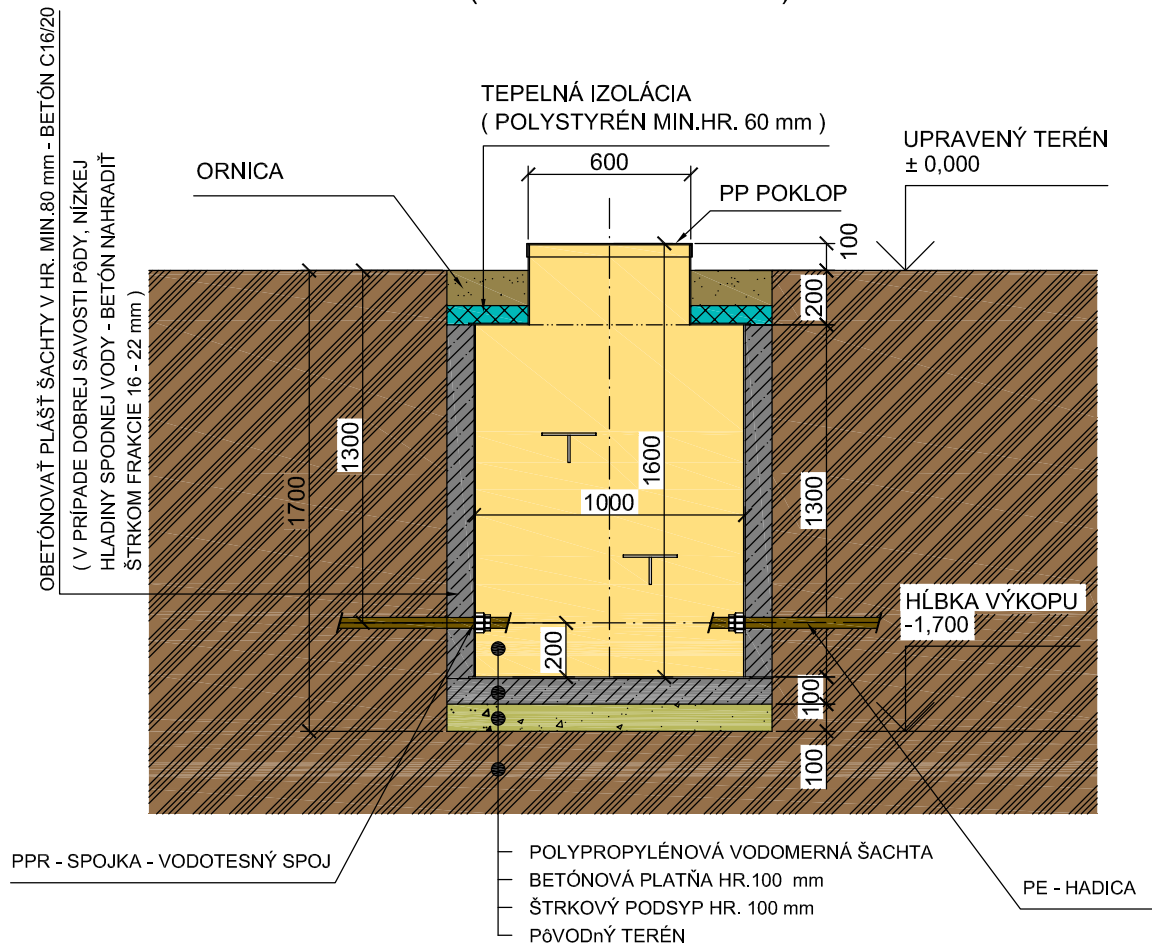 OBETÓNOVAŤ PLÁŠŤ ŠACHTY V HR. MIN.80 mm - BETÓN C16/20
( V PRÍPADE DOBREJ SAVOSTI PôDY, NÍZKEJ
HLADINY SPODNEJ VODY - BETÓN NAHRADIŤ
ŠTRKOM FRAKCIE 16 - 22 mm )
TEPELNÁ IZOLÁCIA
( POLYSTYRÉN MIN.HR. 60 mm )
ORNICA
600
UPRAVENÝ TERÉN
± 0,000
PP POKLOP
100
200
1300
1700
1600
1000
1300
HĹBKA VÝKOPU
-1,700
200
100
100
PPR - SPOJKA - VODOTESNÝ SPOJ
POLYPROPYLÉNOVÁ VODOMERNÁ ŠACHTA
BETÓNOVÁ PLATŇA HR.100 mm
ŠTRKOVÝ PODSYP HR. 100 mm
PôVODnÝ TERÉN
PE - HADICA